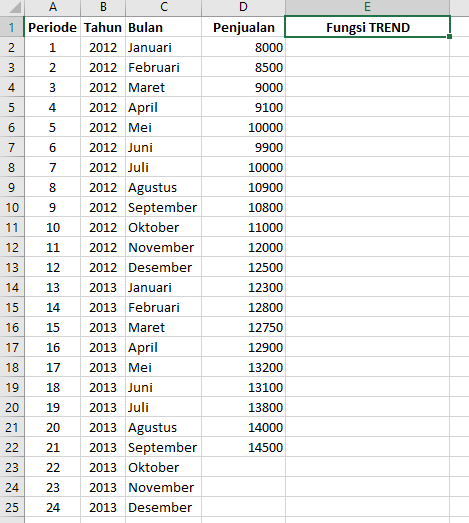 A B C D E
1 Periode Tahun Bulan Penjualan Fungsi TREND
2 1 2012 Januari 8000
3 2 2012 Februari 8500
4 3 2012 Maret 9000
5 4 2012 April 9100
6 5 2012 Mei 10000
7 6 2012 Juni 9900
8 7 2012 Juli 10000
9 8 2012 Agustus 10900
10 9 2012 September 10800
11 10 2012 Oktober 11000
12 11 2012 November 12000
13 12 2012 Desember 12500
14 13 2013 Januari 12300
15 14 2013 Februari 12800
16 15 2013 Maret 12750
17 16 2013 April 12900
18 17 2013 Mei 13200
19 18 2013 Juni 13100
20 19 2013 Juli 13800
21 20 2013 Agustus 14000
22 21 2013 September 14500
23 22 2013 Oktober
24 23 2013 November
25 24 2013 Desember